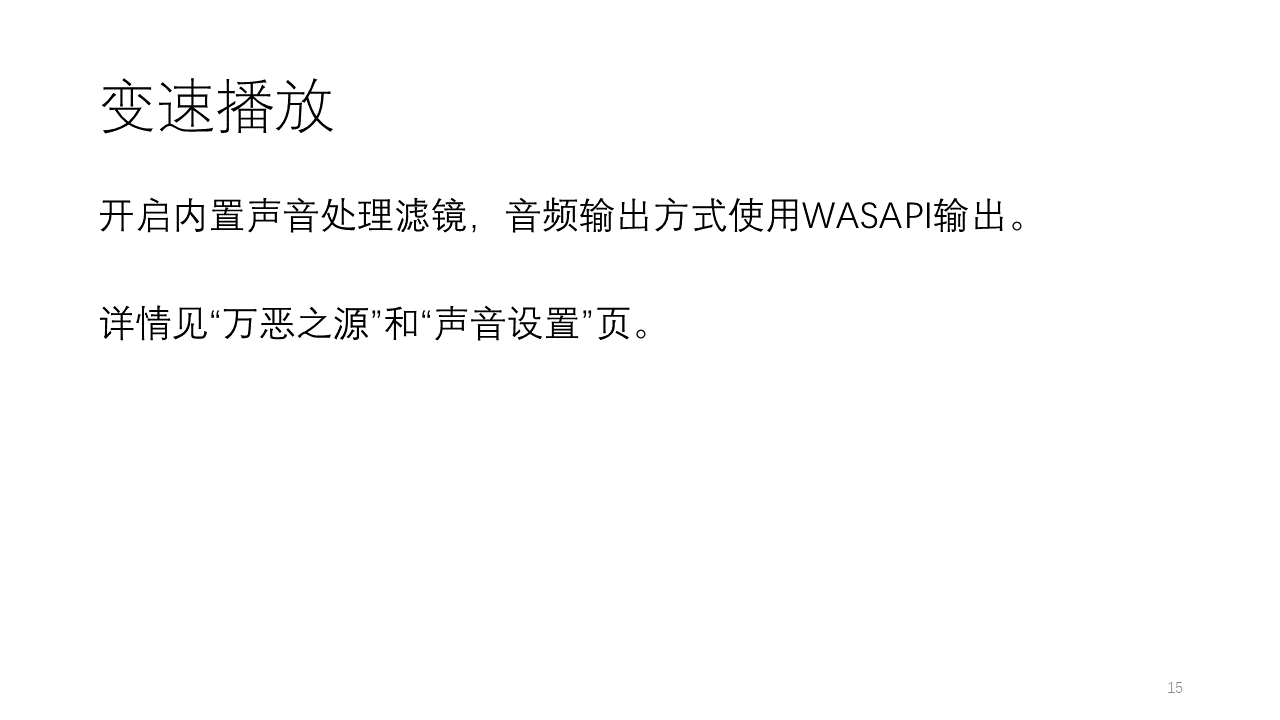 变速播放
开启内置声音处理滤镜，音频输出方式使用WASAPI输出。
详情见“万恶之源”和“声音设置”页。
15